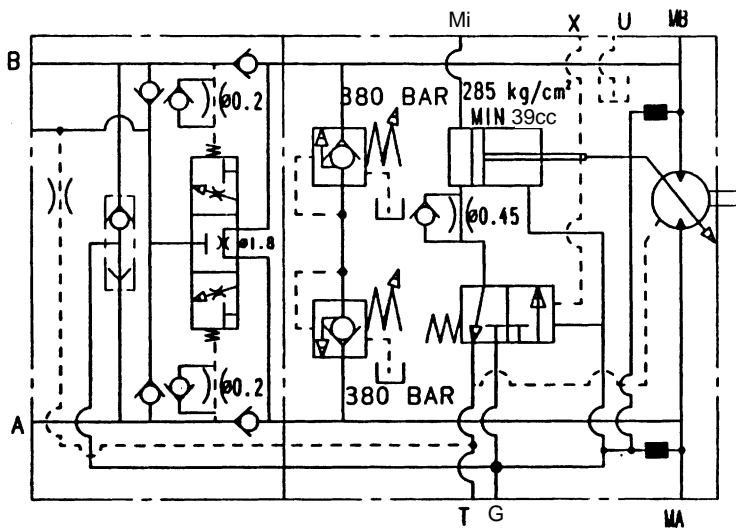 Mi
X
U
MB
B
ø0.2
380 BAR
285 kg/cm²
MIN 39cc
ø0.45
ø1.8
ø0.2
380 BAR
A
T
G
MA